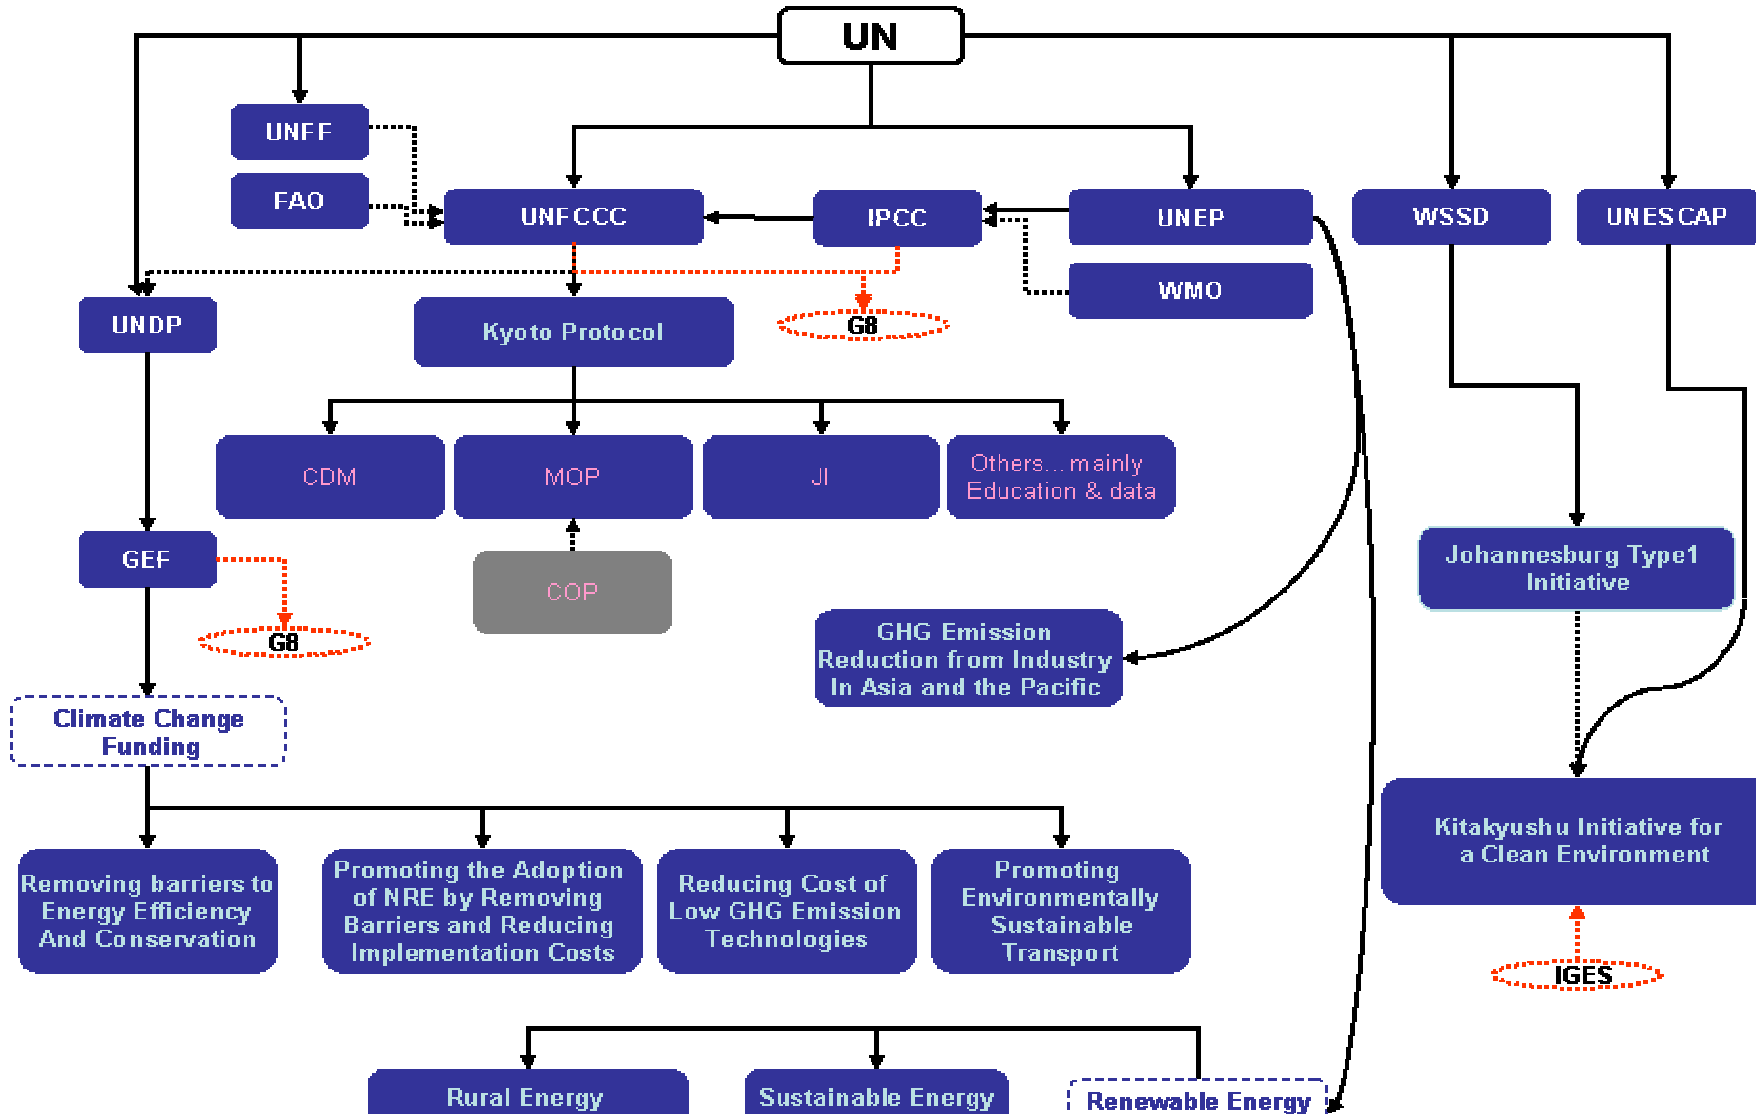 UN
UNFF
FAO
UNFCCC
IPCC
UNEP
WSSD
UNESCAP
WMO
UNDP
Kyoto Protocol
G8
CDM
MOP
JI
Others... mainly
Education & data
GEF
COP
Johannesburg Type1
Initiative
G8
GHG Emission
Reduction from Industry
In Asia and the Pacific
Climate Change
Funding
Kitakyushu Initiative for
a Clean Environment
Removing barriers to
Energy Efficiency
And Conservation
Promoting the Adoption
of NRE by Removing
Barriers and Reducing
Implementation Costs
Reducing Cost of
Low GHG Emission
Technologies
Promoting
Environmentally
Sustainable
Transport
IGES
Rural Energy
Sustainable Energy
Renewable Energy